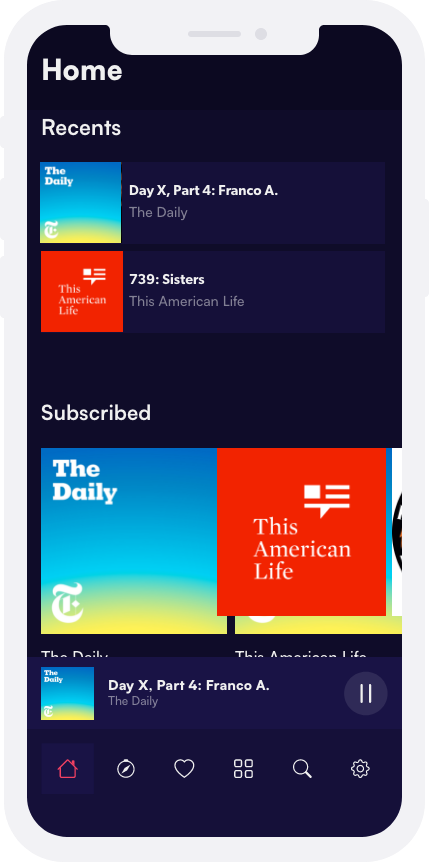 Home
Recents
The
Daily
Day X, Part 4: Franco A.
The Daily
T
This
American
Life
739: Sisters
This American Life
Subscribed
The
Daily
T
This
American
Life
The Daily
This American Life
The
Daily
T
Day X, Part 4: Franco A.
The Daily